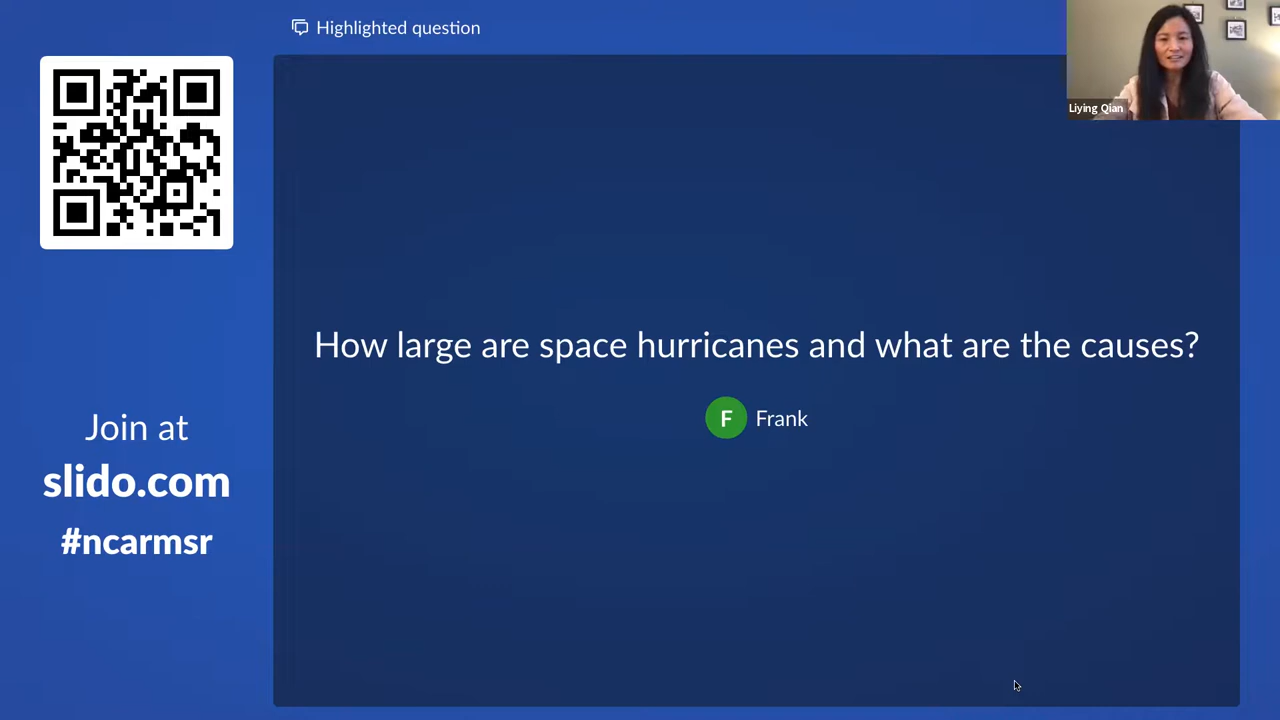 Highlighted question
Liying Qian
How large are space hurricanes and what are the causes?
F Frank
Join at
slido.com
#ncarmsr